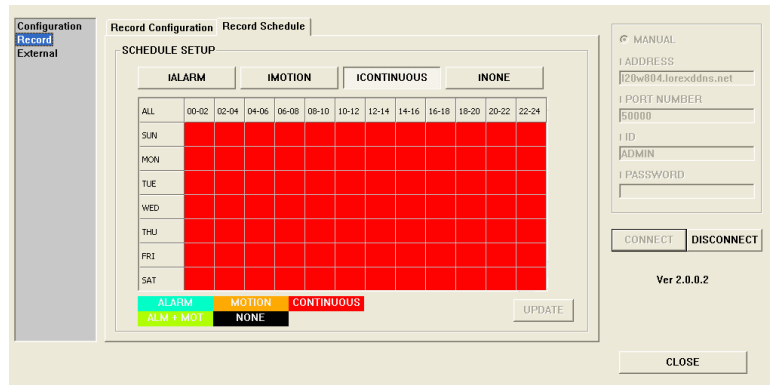 Configuration
Record
External
Record Configuration Record Schedule
SCHEDULE SETUP
IALARM IMOTION ICONTINUOUS INONE
ALL 00-02 02-04 04-06 06-08 08-10 10-12 12-14 14-16 16-18 18-20 20-22 22-24
SUN
MON
TUE
WED
THU
FRI
SAT
ALARM MOTION CONTINUOUS
ALM + MOT NONE
UPDATE
MANUAL
I ADDRESS
l20w804.lorexddns.net
I PORT NUMBER
50000
I ID
ADMIN
I PASSWORD
CONNECT DISCONNECT
Ver 2.0.0.2
CLOSE